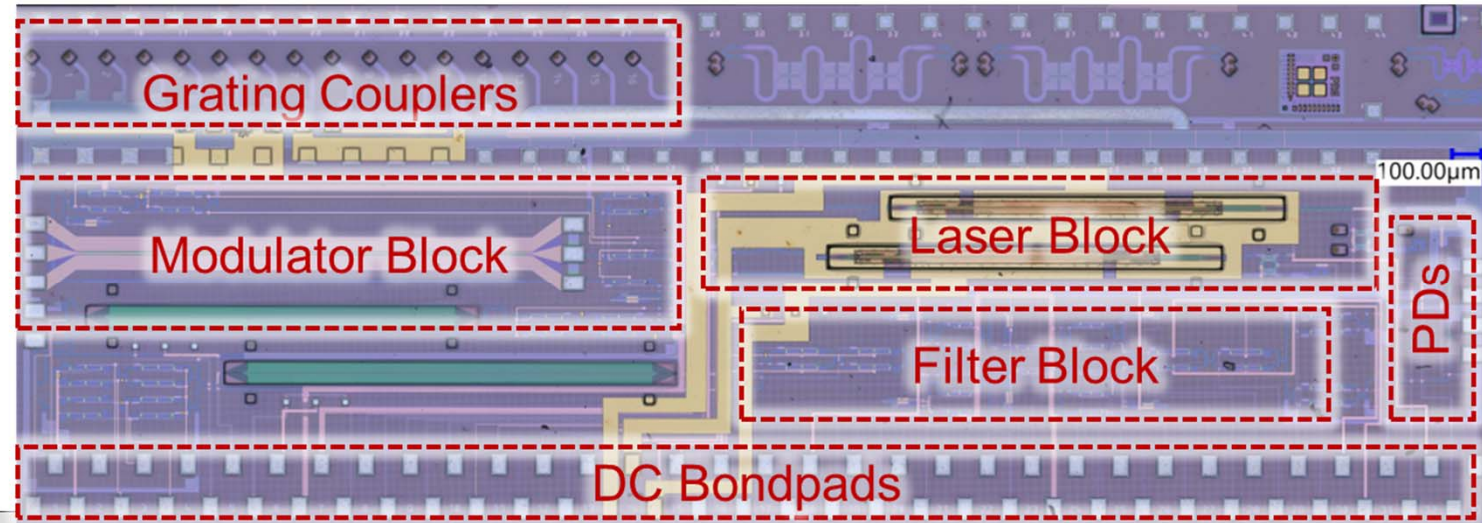 Grating Couplers
100.00µm
Modulator Block
Laser Block
PDs
Filter Block
DC Bondpads